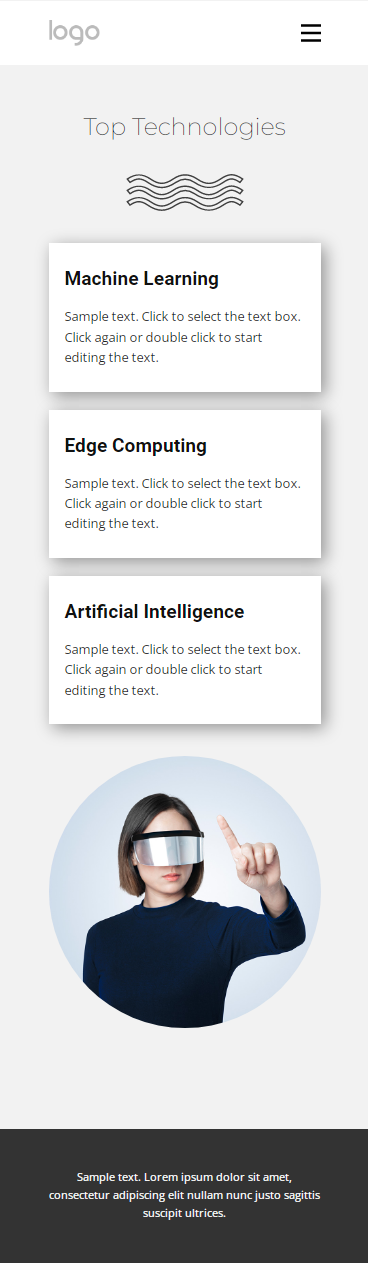 logo
Top Technologies
Machine Learning
Sample text. Click to select the text box.
Click again or double click to start
editing the text.
Edge Computing
Sample text. Click to select the text box.
Click again or double click to start
editing the text.
Artificial Intelligence
Sample text. Click to select the text box.
Click again or double click to start
editing the text.
Sample text. Lorem ipsum dolor sit amet,
consectetur adipiscing elit nullam nunc justo sagittis
suscipit ultrices.